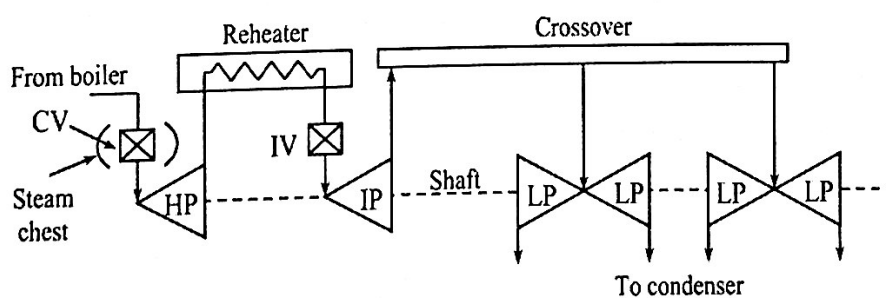 Reheater
Crossover
From boiler
CV
IV
Steam
chest
HP
IP
Shaft
LP
LP
LP
LP
To condenser